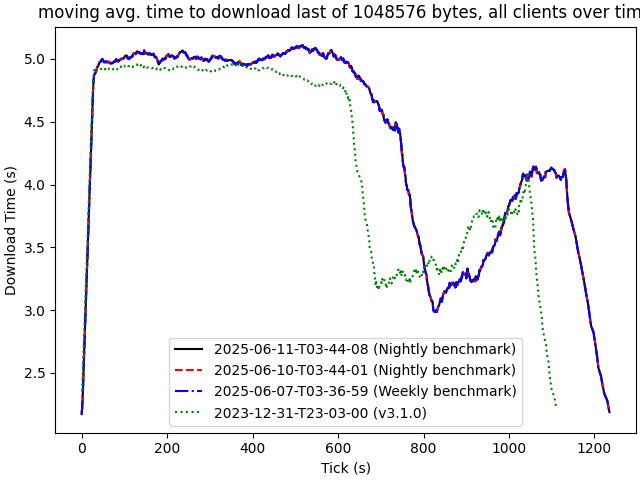 moving avg. time to download last of 1048576 bytes, all clients over tim
Download Time (s)
5.0
4.5
4.0
3.5
3.0
2.5
2025-06-11-T03-44-08 (Nightly benchmark)
2025-06-10-T03-44-01 (Nightly benchmark)
2025-06-07-T03-36-59 (Weekly benchmark)
2023-12-31-T23-03-00 (v3.1.0)
0 200 400 600 800 1000 1200
Tick (s)